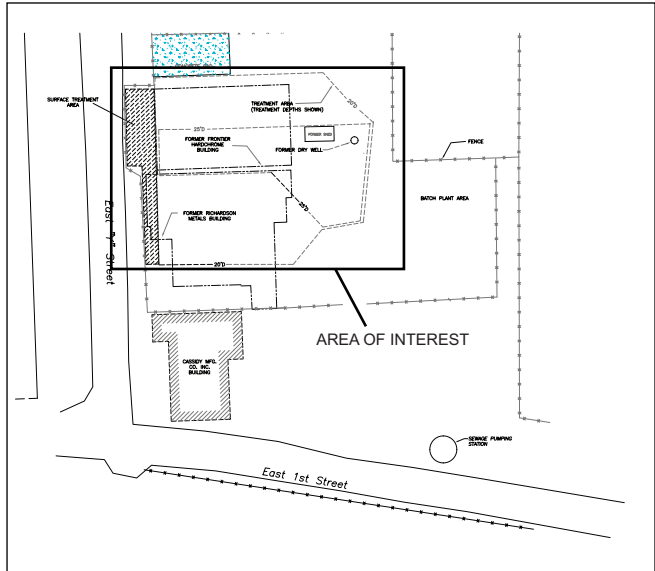 SURFACE TREATMENT
AREA
TREATMENT AREA
(TREATMENT DEPTHS SHOWN)
20'D
25'D
FORMER SHED
FORMER DRY WELL
FORMER FRONTIER
HARDCHROME
BUILDING
FENCE
BATCH PLANT AREA
25'D
FORMER RICHARDSON
METALS BUILDING
East "Y" Street
20'D
AREA OF INTEREST
CASSIDY MFG.
CO. INC.
BUILDING
SEWAGE PUMPING
STATION
East 1st Street